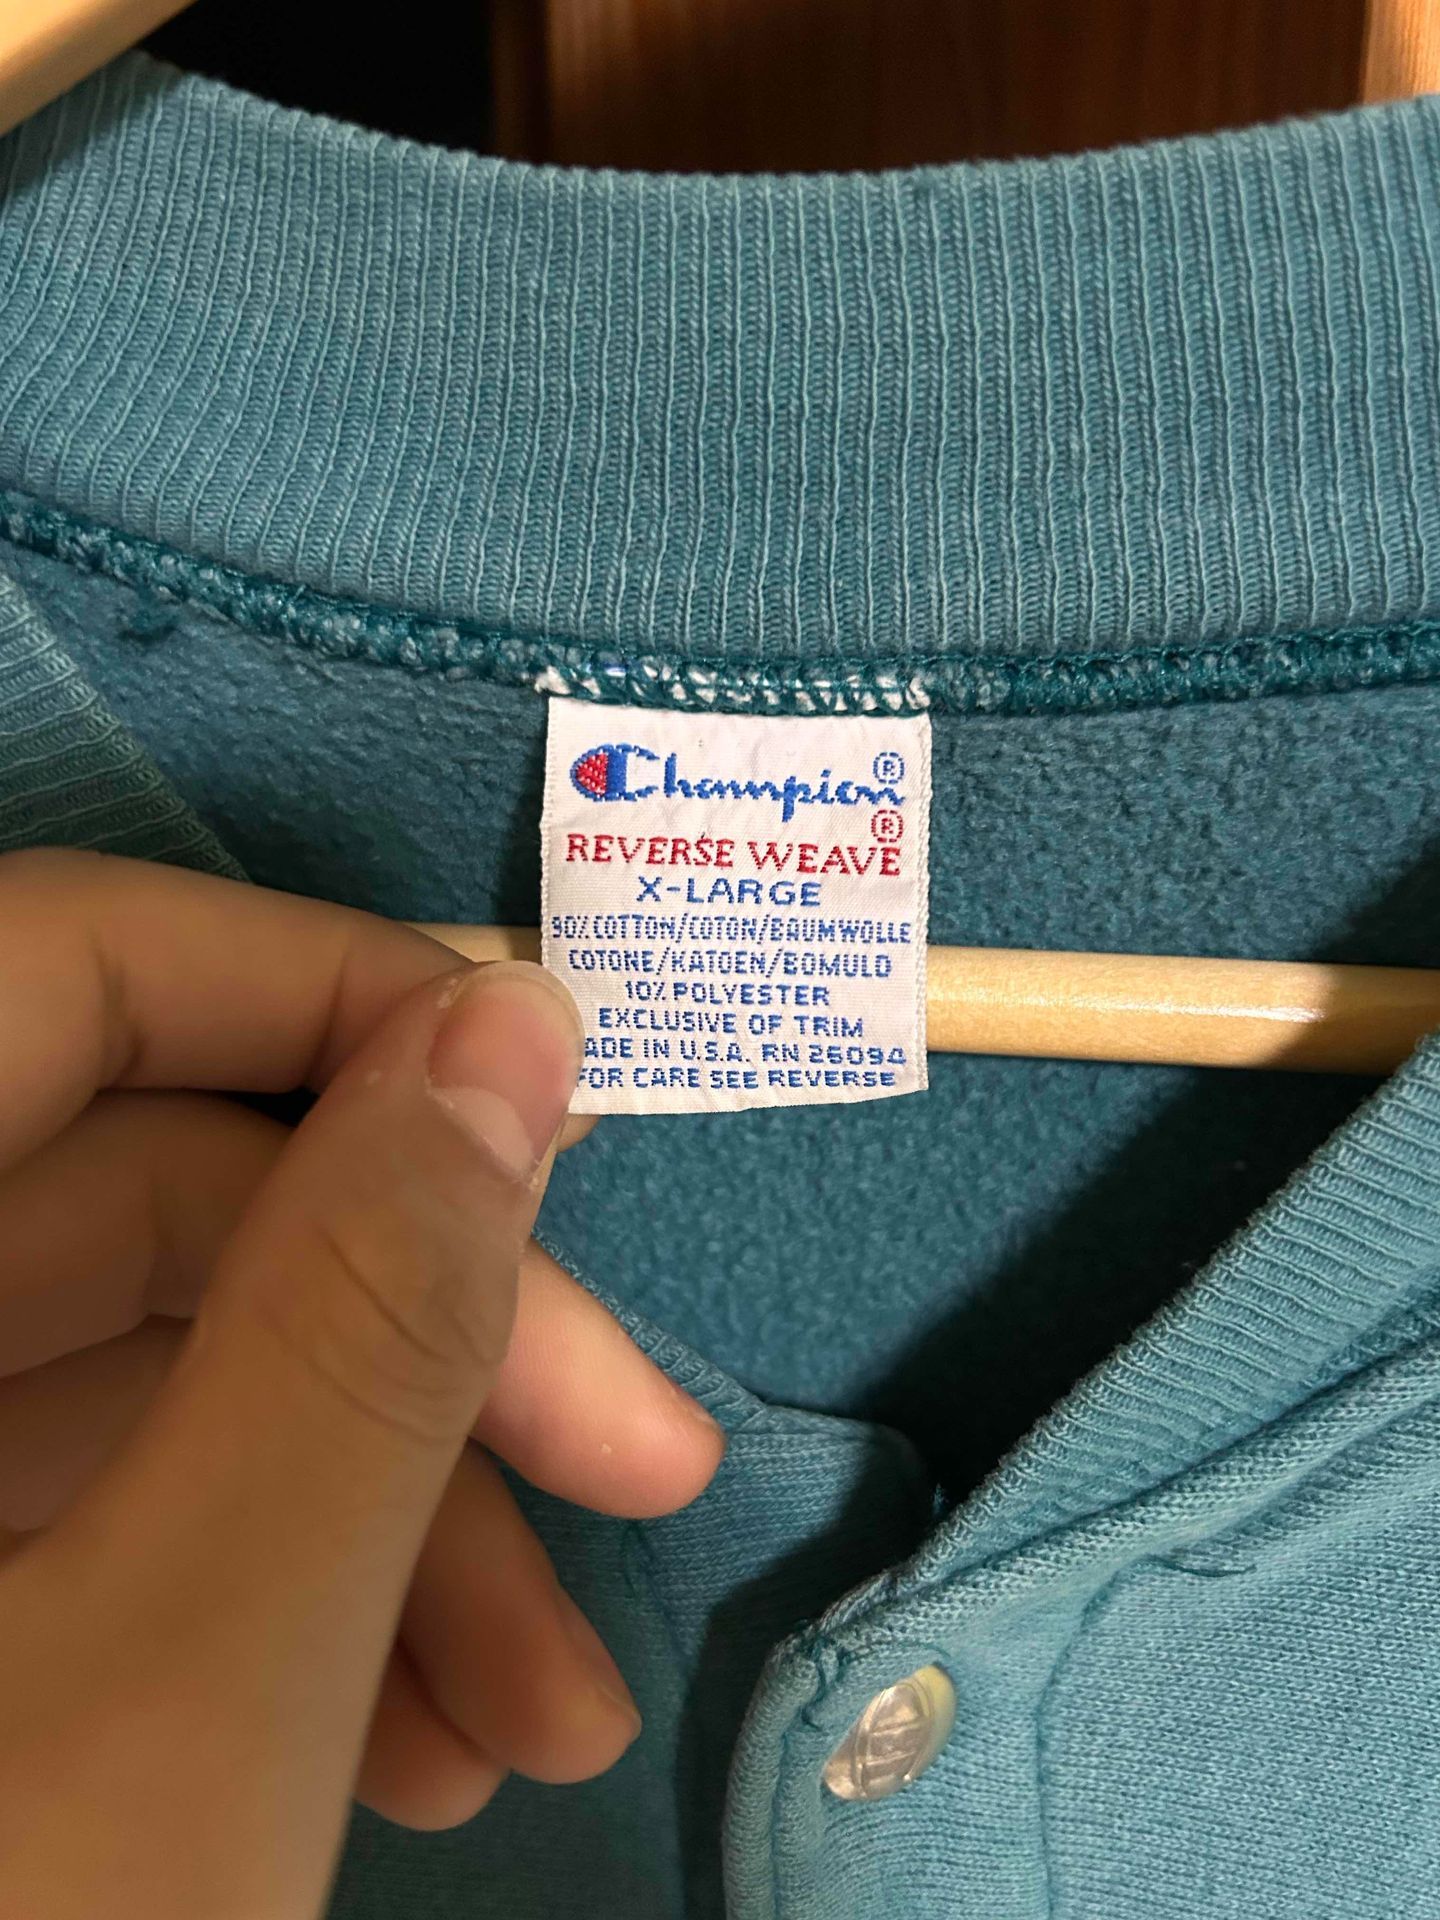 Champion®
REVERSE WEAVE®
X-LARGE
90% COTTON/COTON/BAUMWOLLE
COTONE/KATOEN/BOMULD
10% POLYESTER
EXCLUSIVE OF TRIM
ADE IN U.S.A. RN 26094
FOR CARE SEE REVERSE